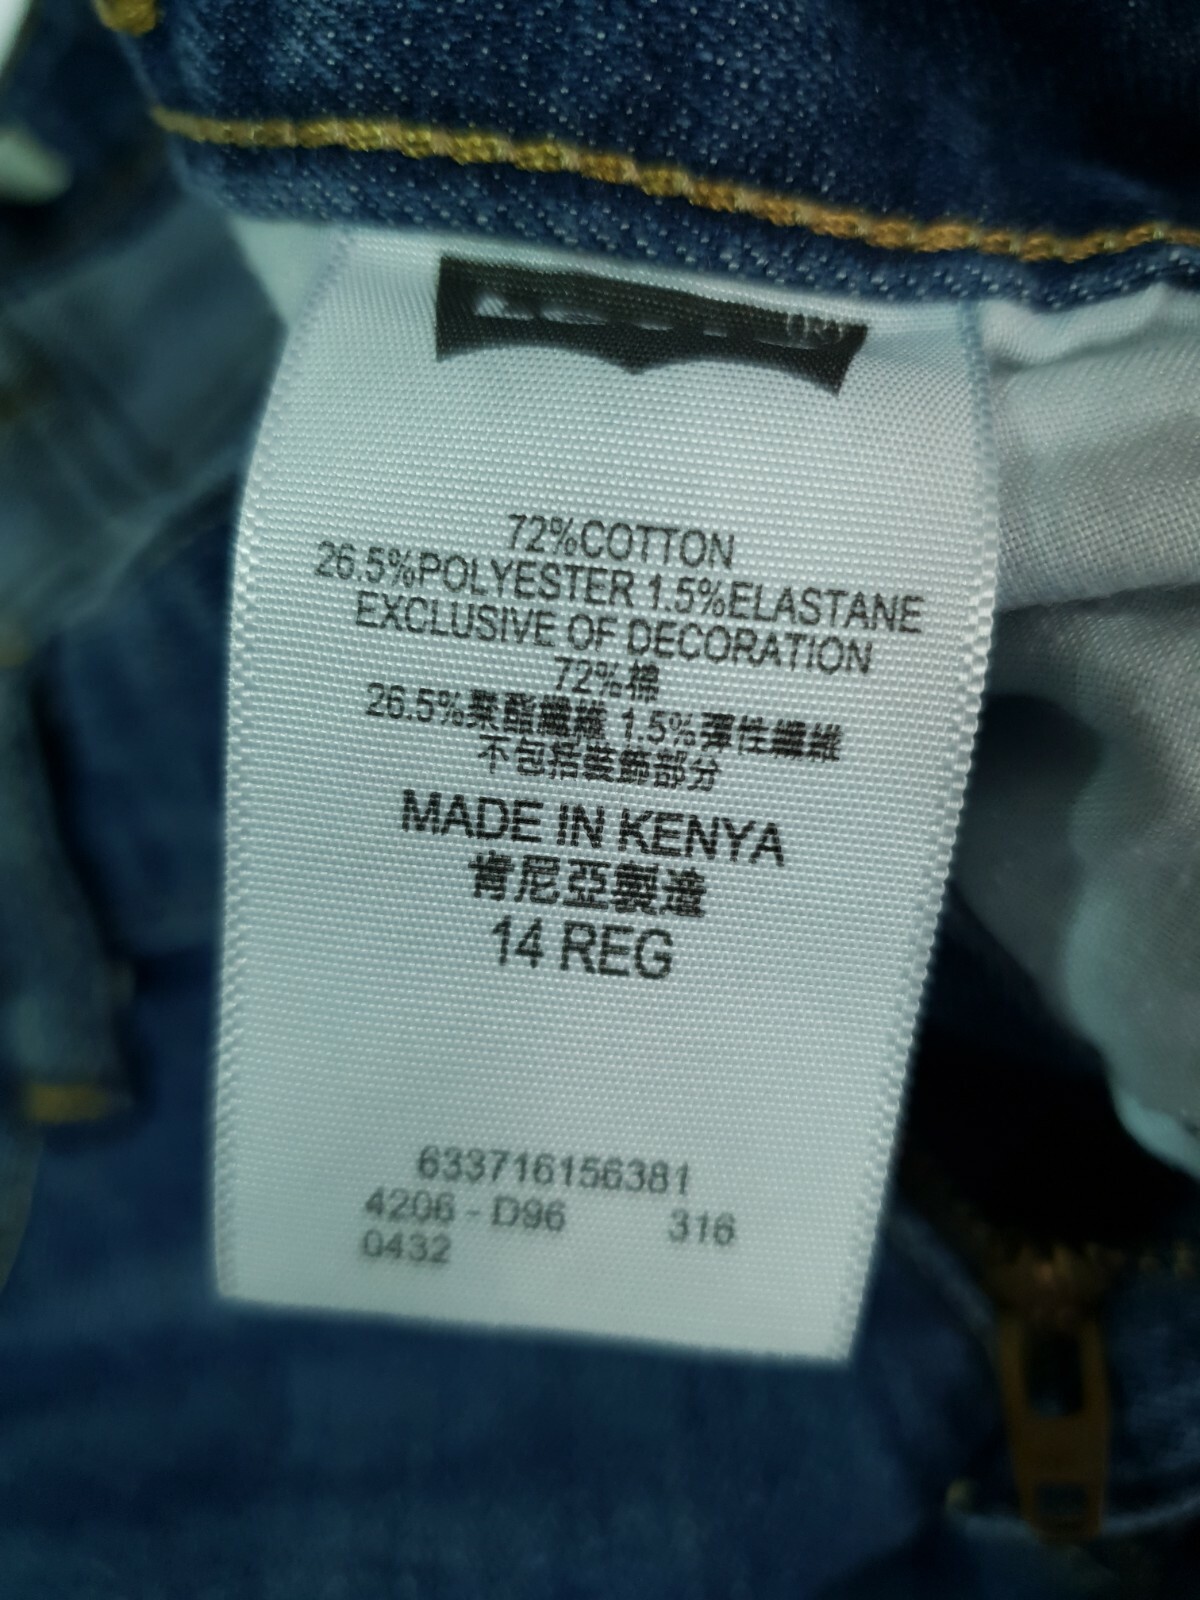 72%COTTON
26.5%POLYESTER 1.5%ELASTANE
EXCLUSIVE OF DECORATION
72%棉
26.5%聚酯纖維 1.5%彈性纖維
不包括裝飾部分
MADE IN KENYA
肯尼亞製造
14 REG
633716156381
4206 - D96 316
0432